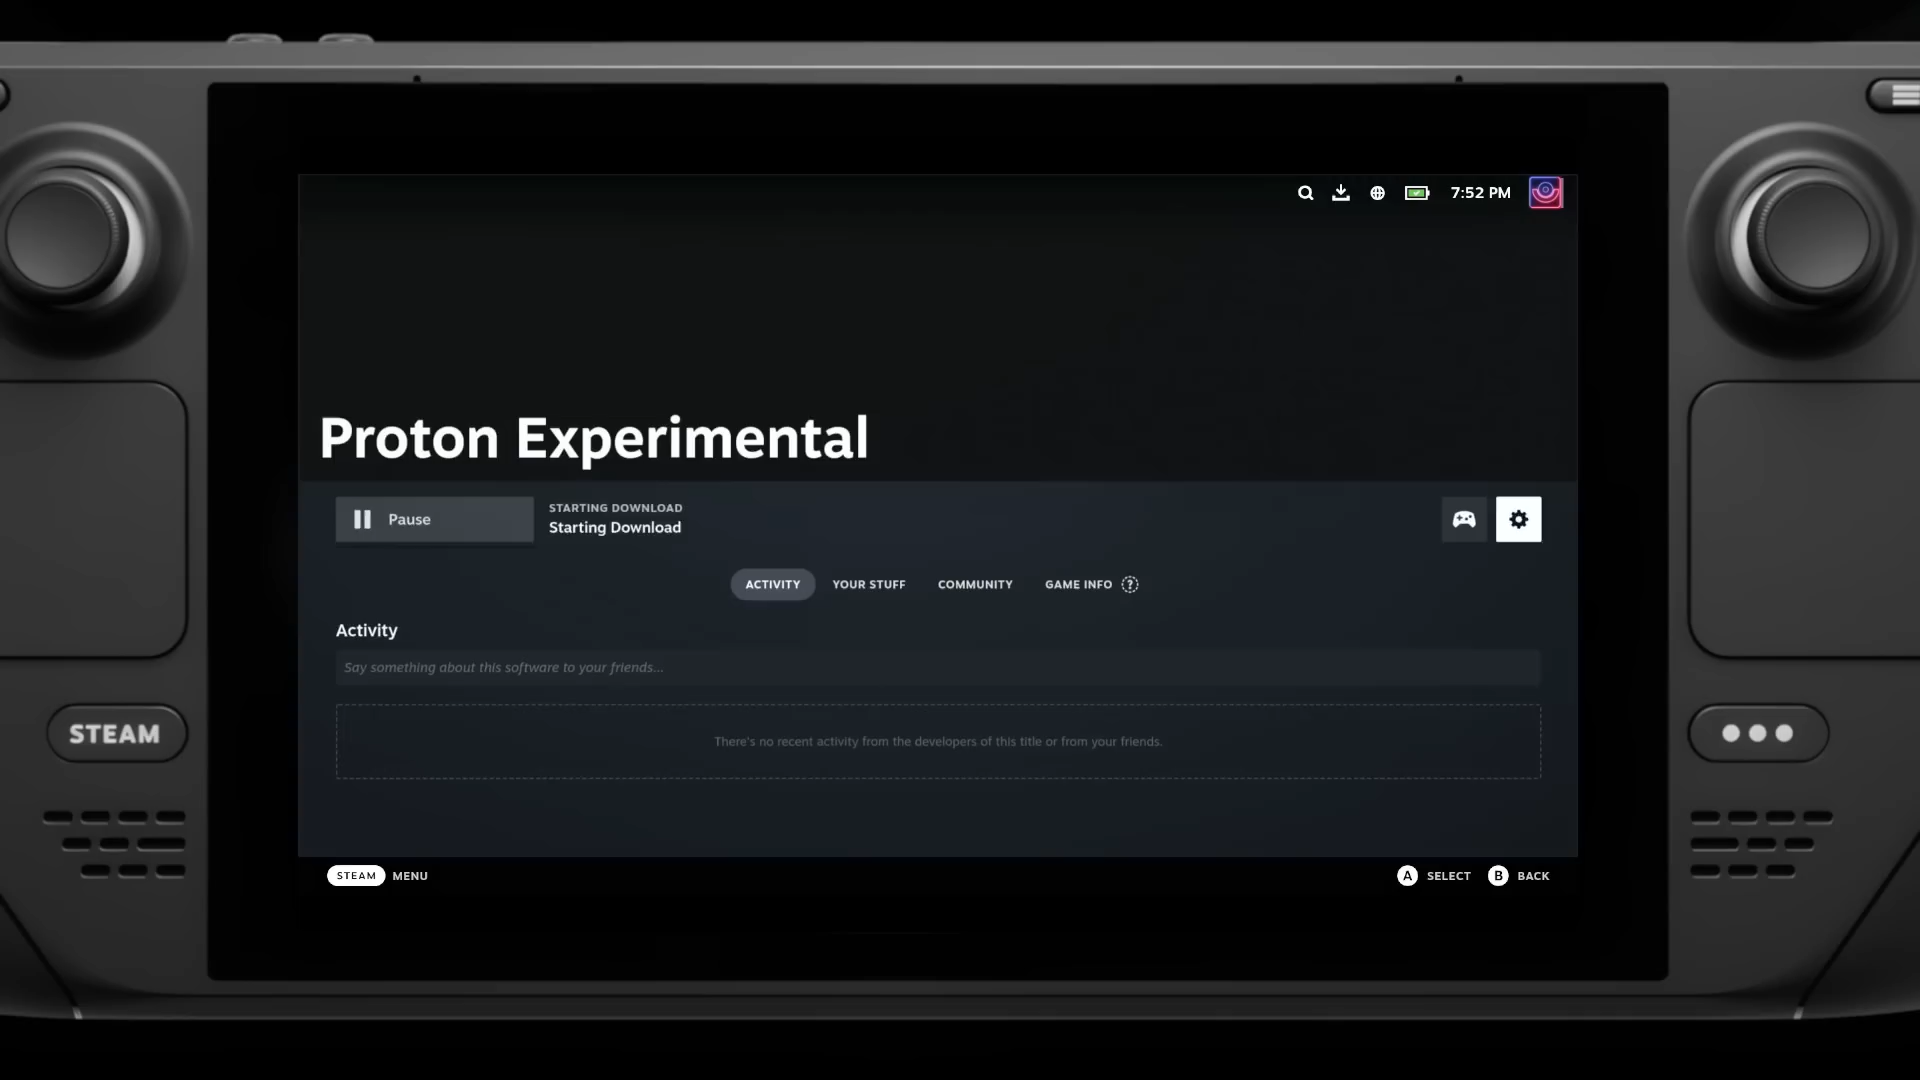 7:52 PM
Proton Experimental
Pause
STARTING DOWNLOAD
Starting Download
ACTIVITY YOUR STUFF COMMUNITY GAME INFO ?
Activity
Say something about this software to your friends...
STEAM
There's no recent activity from the developers of this title or from your friends.
STEAM MENU
A SELECT B BACK